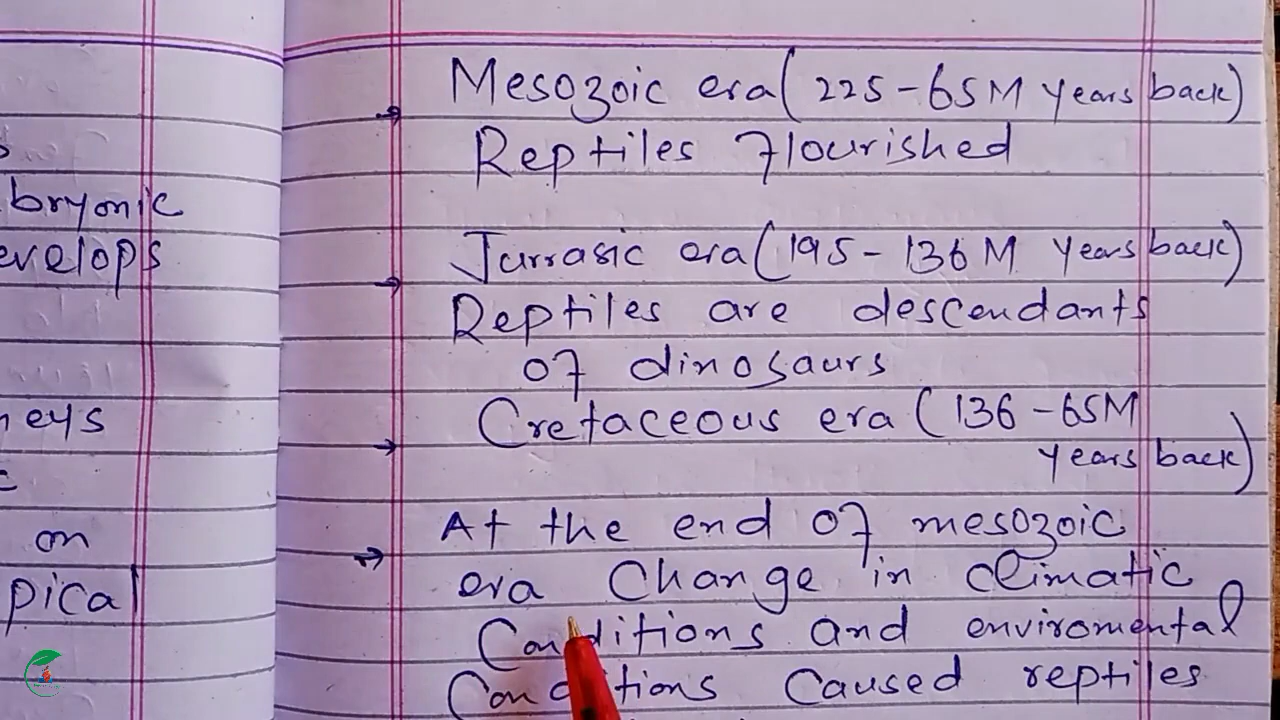 bryonic
evelops
eys
on
pical
Mesozoic era (225-65M years back)
Reptiles flourished
Jurrasic era (195-136M years back)
Reptiles are descendants
of dinosaurs
Cretaceous era (136-65M
years back)
At the end of mesozoic
era Change in climatic
Conditions and enviromental
Conditions Caused reptiles